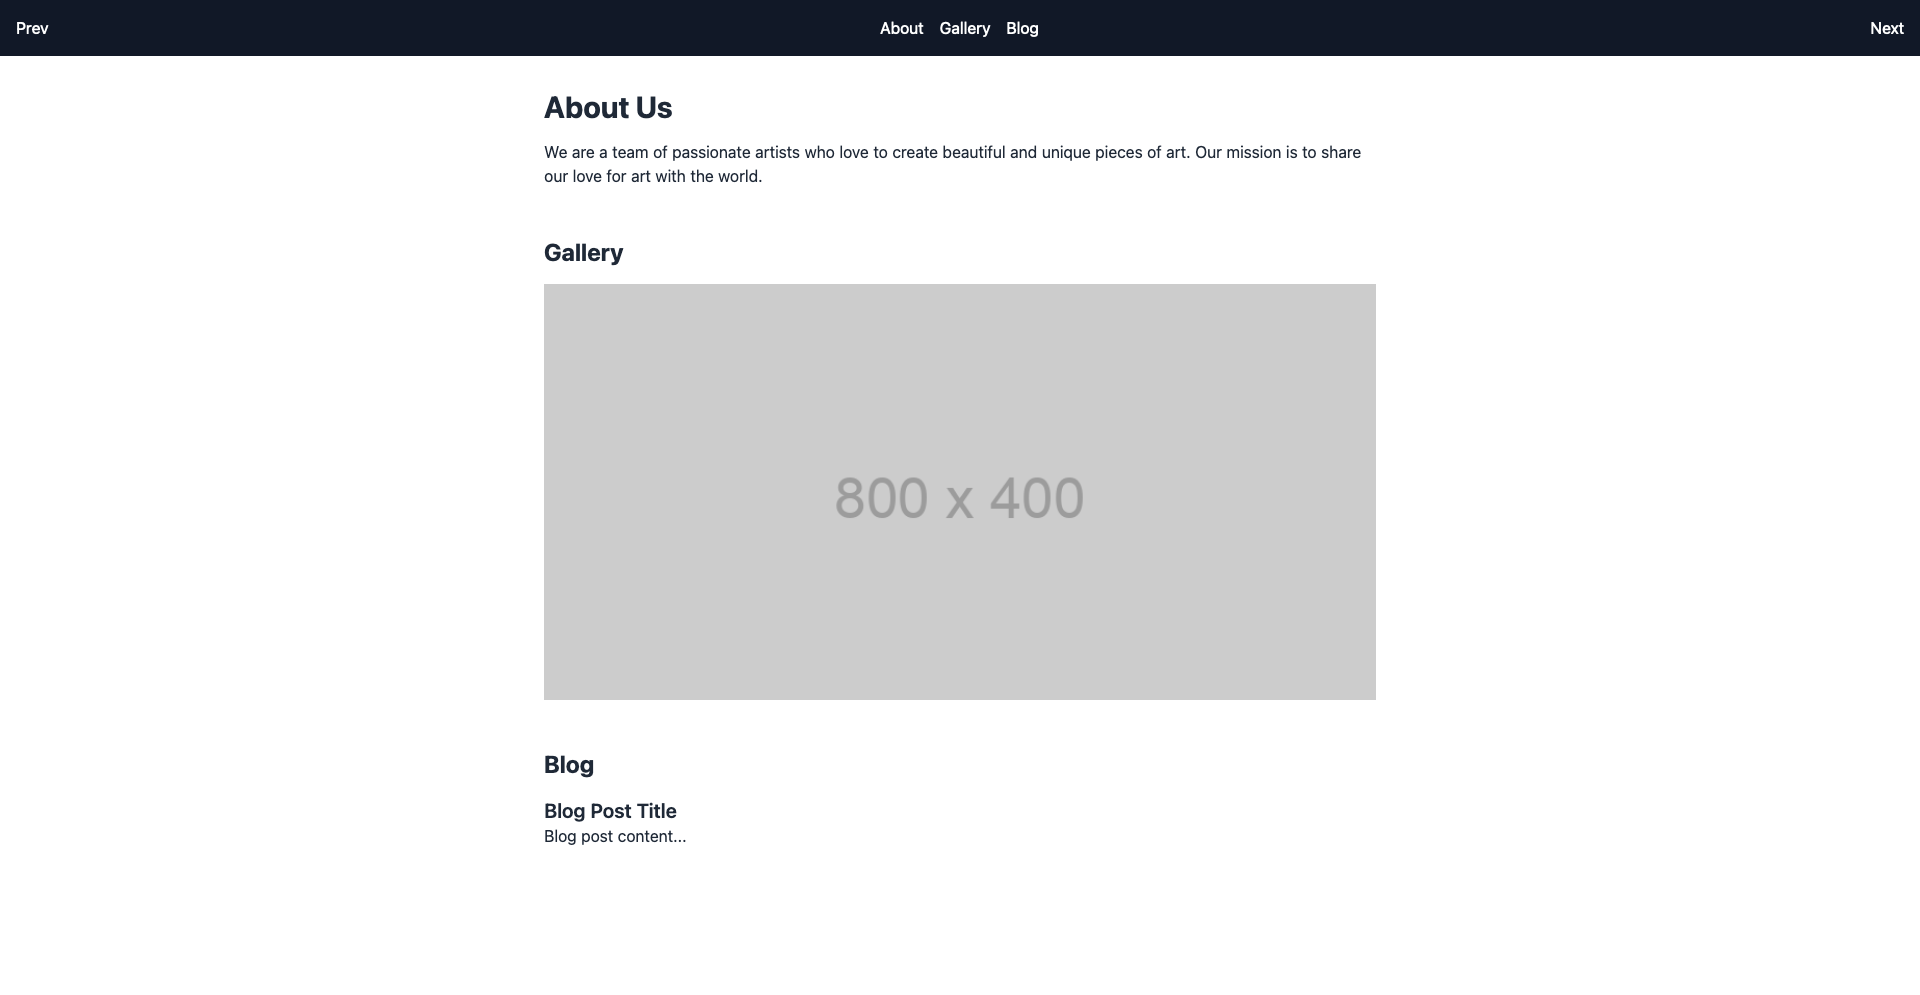 Prev
About Gallery Blog
Next
About Us
We are a team of passionate artists who love to create beautiful and unique pieces of art. Our mission is to share
our love for art with the world.
Gallery
800 x 400
Blog
Blog Post Title
Blog post content...